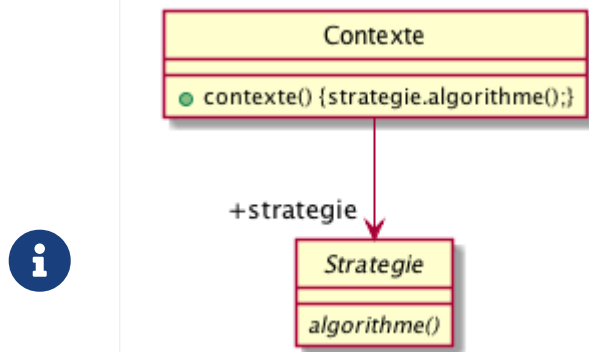 Contexte
contexte() {strategie.algorithme();}
+strategie
Strategie
algorithme()